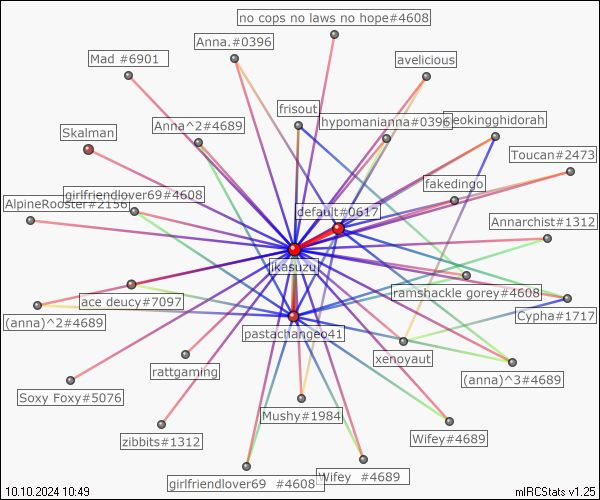 no cops no laws no hope#4608
Anna.#0396
Mad #6901
avelicious
frisout
Anna^2#4689
hypomanianna#0396
Skalman
Toucan#2473
fakedingo
girlfriendlover69#4608
AlpineRooster#2156
default#0617
Annarchist#1312
jkasuzu
ramshackle gorey#4608
ace deucy#7097
Cypha#1717
(anna)^2#4689
pastachangeo41
xenoyaut
rattgaming
(anna)^3#4689
Soxy Foxy#5076
Mushy#1984
zibbits#1312
Wifey#4689
Wifey #4689
girlfriendlover69 #4608
10.10.2024 10:49
mIRCStats v1.25